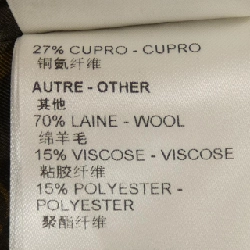 27% CUPRO - CUPRO
铜氨纤维
AUTRE - OTHER
其他
70% LAINE - WOOL
绵羊毛
15% VISCOSE - VISCOSE
粘胶纤维
15% POLYESTER -
POLYESTER
聚酯纤维